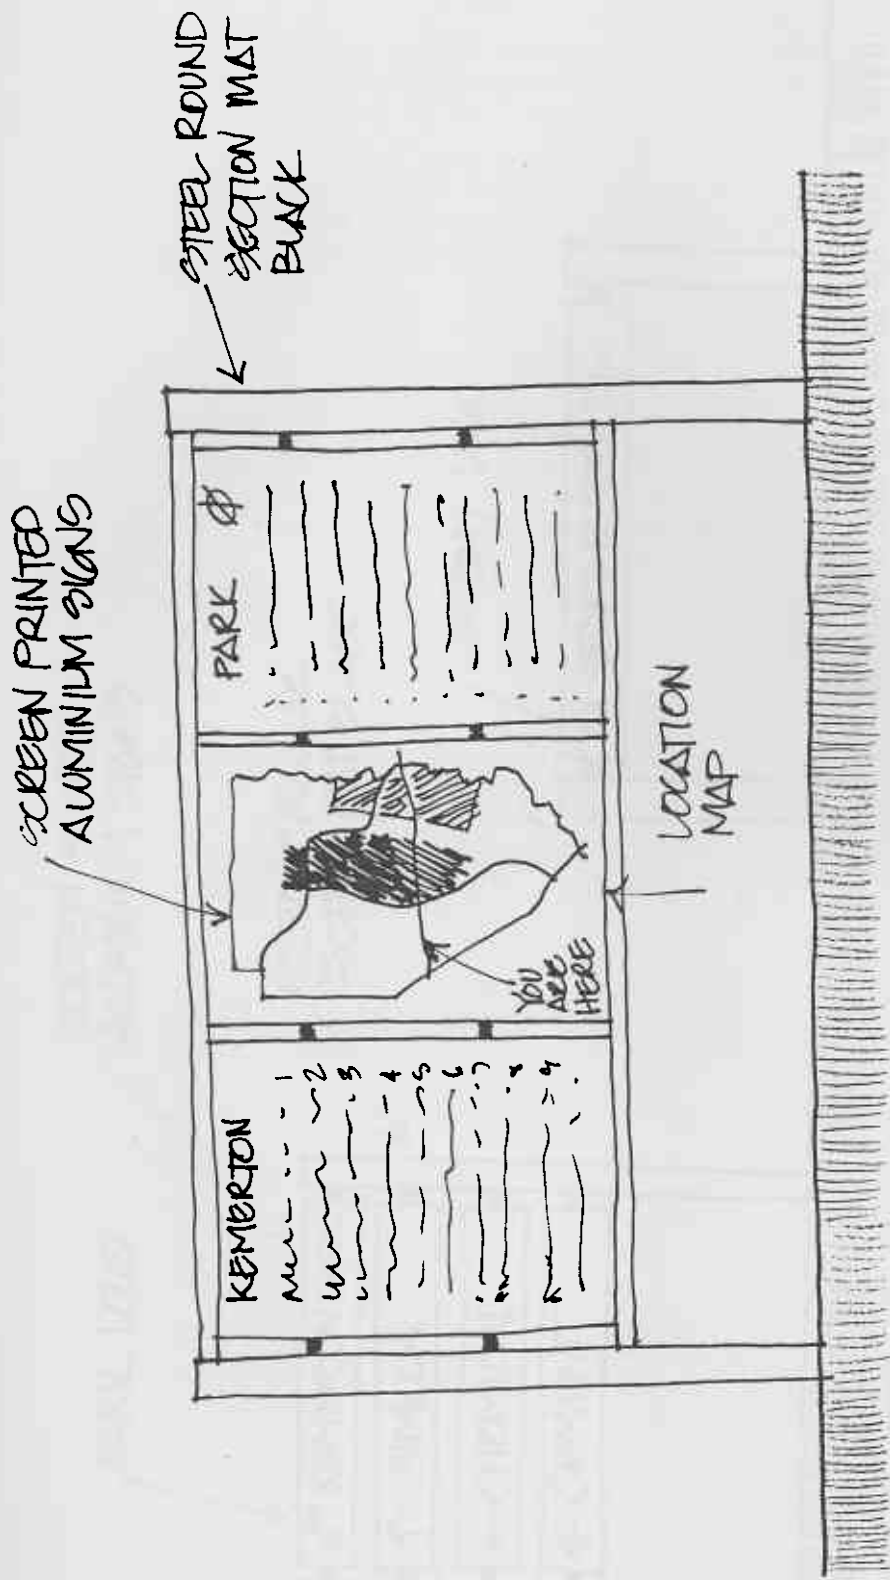 SCREEN PRINTED
ALUMINIUM SIGNS
STEEL ROUND
SECTION MAT
BLACK
KEMERTON
1
2
3
4
5
6
7
8
9
YOU
ARE
HERE
PARK
LOCATION
MAP